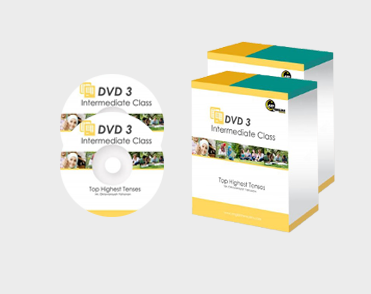 DVD 3
Intermediate Class
DVD 3
Intermediate Class
Top Highest Tenses
DVD 3
Intermediate Class
Top Highest Tenses